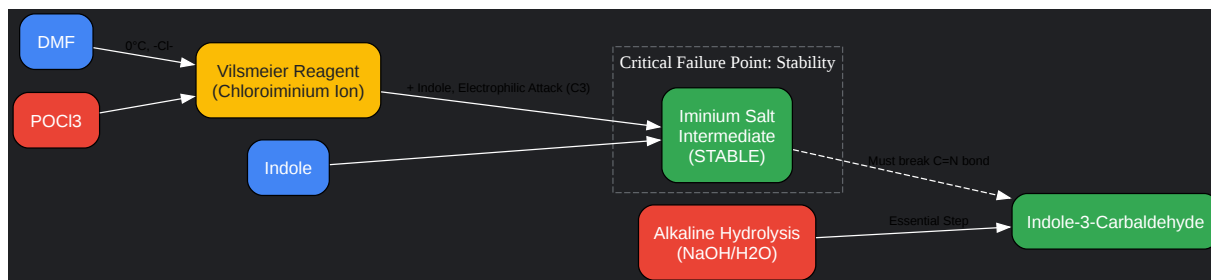 DMF
0°C, -Cl-
POCl3
Vilsmeier Reagent
(Chloroiminium Ion)
+ Indole, Electrophilic Attack (C3)
Indole
Critical Failure Point: Stability
Iminium Salt
Intermediate
(STABLE)
Must break C=N bond
Alkaline Hydrolysis
(NaOH/H2O)
Essential Step
Indole-3-Carbaldehyde